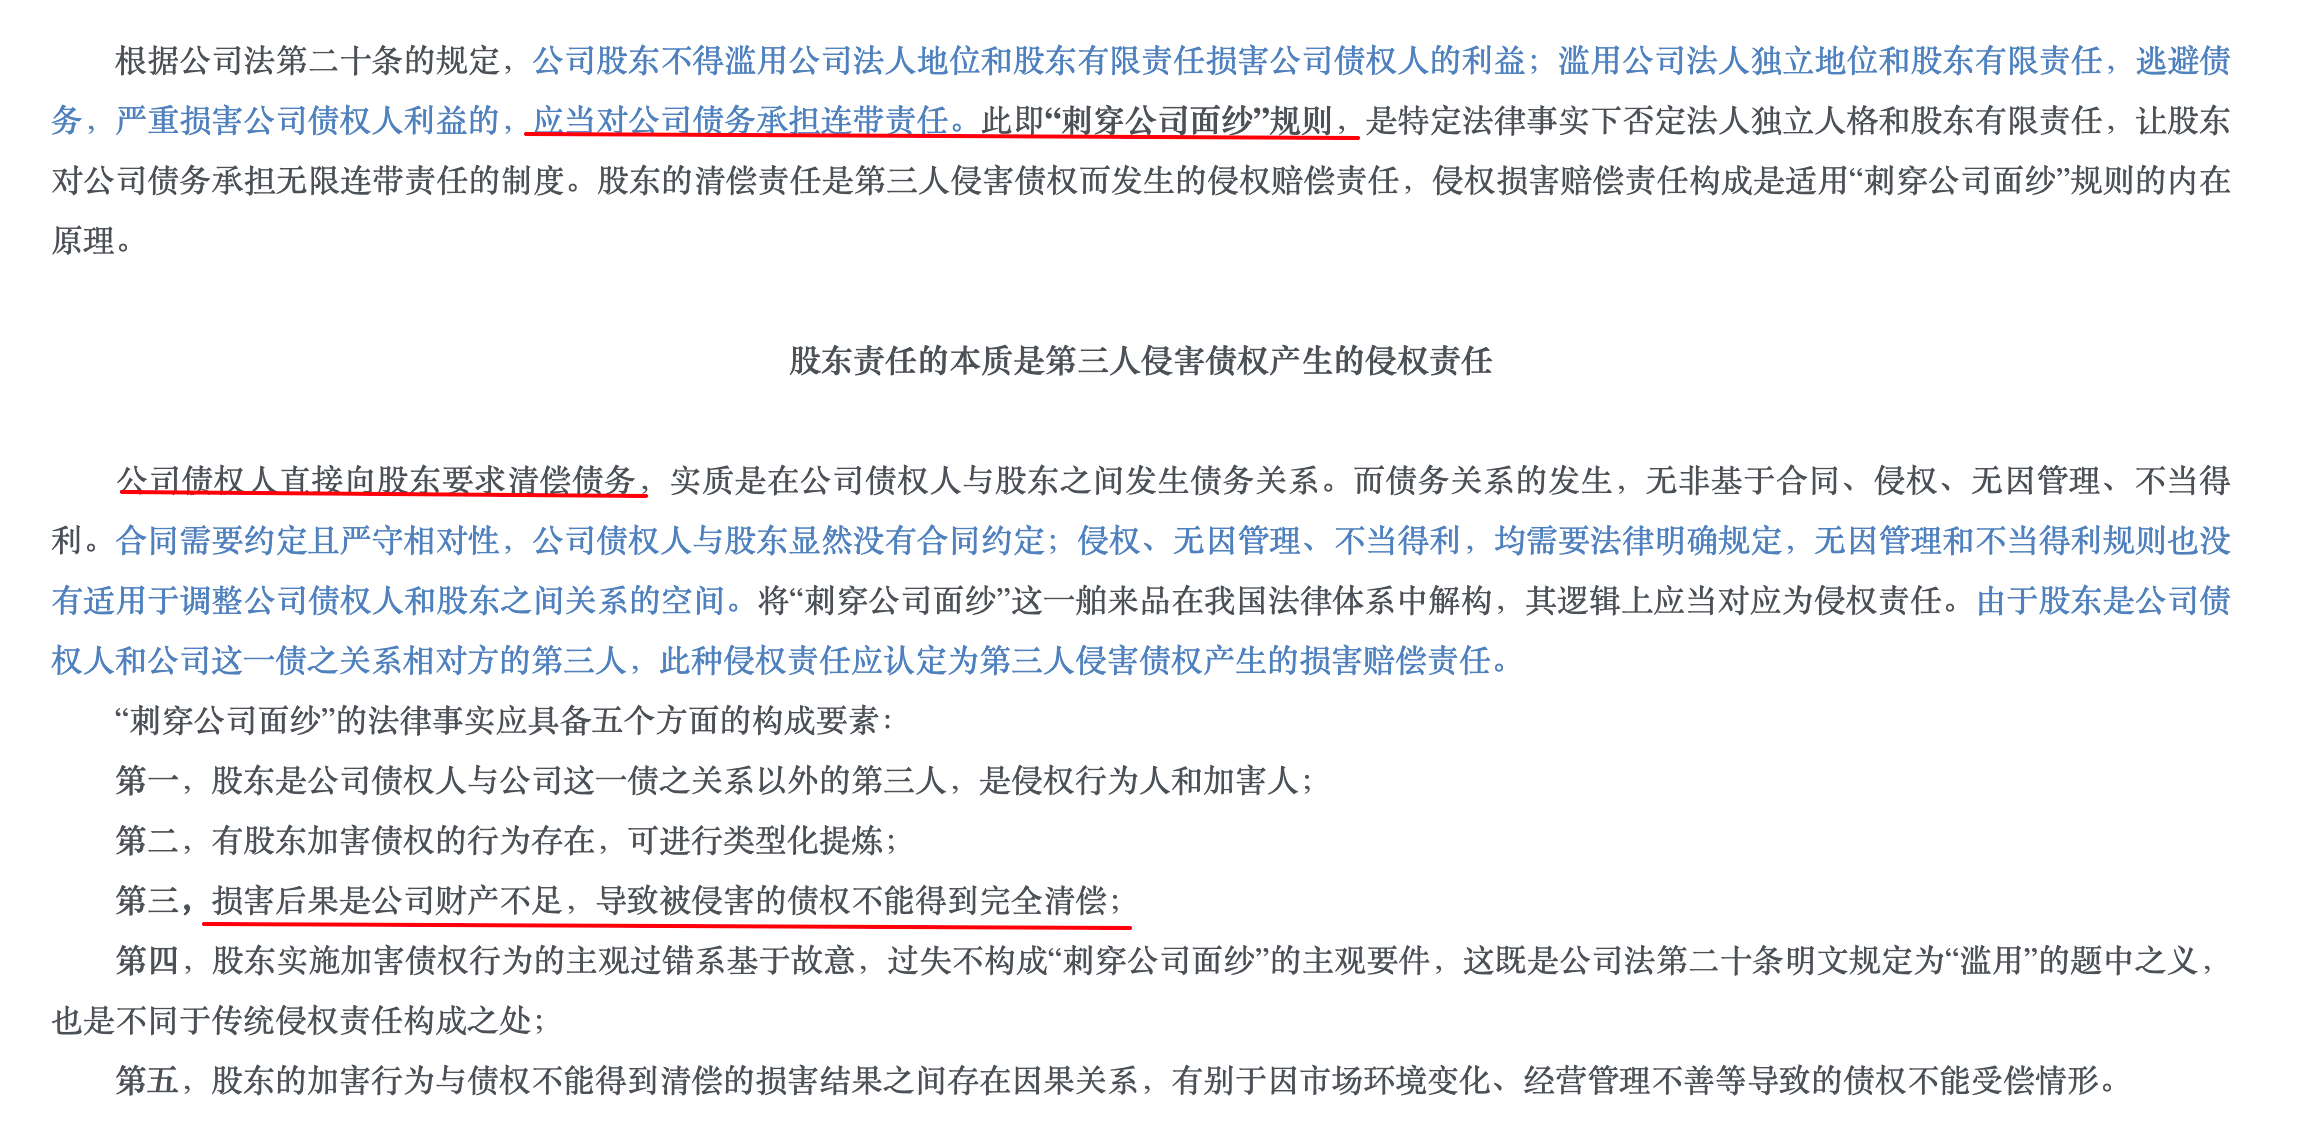 根据公司法第二十条的规定，公司股东不得滥用公司法人地位和股东有限责任损害公司债权人的利益；滥用公司法人独立地位和股东有限责任，逃避债
务，严重损害公司债权人利益的，应当对公司债务承担连带责任。此即“刺穿公司面纱”规则，是特定法律事实下否定法人独立人格和股东有限责任，让股东
对公司债务承担无限连带责任的制度。股东的清偿责任是第三人侵害债权而发生的侵权赔偿责任，侵权损害赔偿责任构成是适用“刺穿公司面纱”规则的内在
原理。
股东责任的本质是第三人侵害债权产生的侵权责任
公司债权人直接向股东要求清偿债务，实质是在公司债权人与股东之间发生债务关系。而债务关系的发生，无非基于合同、侵权、无因管理、不当得
利。合同需要约定且严守相对性，公司债权人与股东显然没有合同约定；侵权、无因管理、不当得利，均需要法律明确规定，无因管理和不当得利规则也没
有适用于调整公司债权人和股东之间关系的空间。将“刺穿公司面纱”这一舶来品在我国法律体系中解构，其逻辑上应当对应为侵权责任。由于股东是公司债
权人和公司这一债之关系相对方的第三人，此种侵权责任应认定为第三人侵害债权产生的损害赔偿责任。
“刺穿公司面纱”的法律事实应具备五个方面的构成要素：
第一，股东是公司债权人与公司这一债之关系以外的第三人，是侵权行为人和加害人；
第二，有股东加害债权的行为存在，可进行类型化提炼；
第三，损害后果是公司财产不足，导致被侵害的债权不能得到完全清偿；
第四，股东实施加害债权行为的主观过错系基于故意，过失不构成“刺穿公司面纱”的主观要件，这既是公司法第二十条明文规定为“滥用”的题中之义，
也是不同于传统侵权责任构成之处；
第五，股东的加害行为与债权不能得到清偿的损害结果之间存在因果关系，有别于因市场环境变化、经营管理不善等导致的债权不能受偿情形。